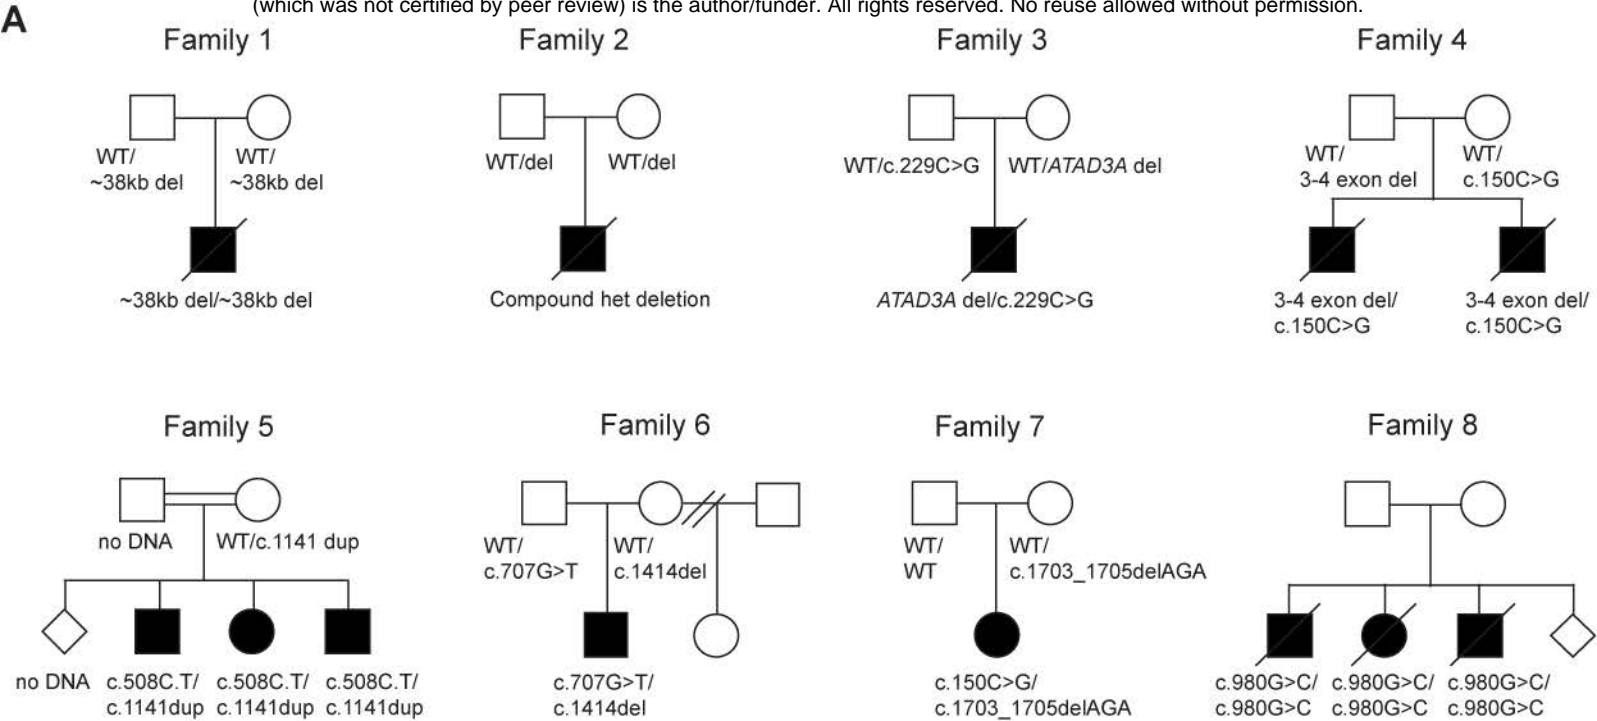 (which was not certified by peer review) is the author/funder. All rights reserved. No reuse allowed without permission.
A
Family 1
WT/
~38kb del
WT/
~38kb del
~38kb del/~38kb del
Family 2
WT/del
WT/del
Compound het deletion
Family 3
WT/c.229C>G
WT/ATAD3A del
ATAD3A del/c.229C>G
Family 4
WT/
3-4 exon del
WT/
c.150C>G
3-4 exon del/
c.150C>G
3-4 exon del/
c.150C>G
Family 5
no DNA
WT/c.1141 dup
no DNA
c.508C.T/
c.1141dup
c.508C.T/
c.1141dup
c.508C.T/
c.1141dup
Family 6
WT/
c.707G>T
WT/
c.1414del
c.707G>T/
c.1414del
Family 7
WT/
WT
WT/
c.1703_1705delAGA
c.150C>G/
c.1703_1705delAGA
Family 8
c.980G>C/
c.980G>C
c.980G>C/
c.980G>C
c.980G>C/
c.980G>C